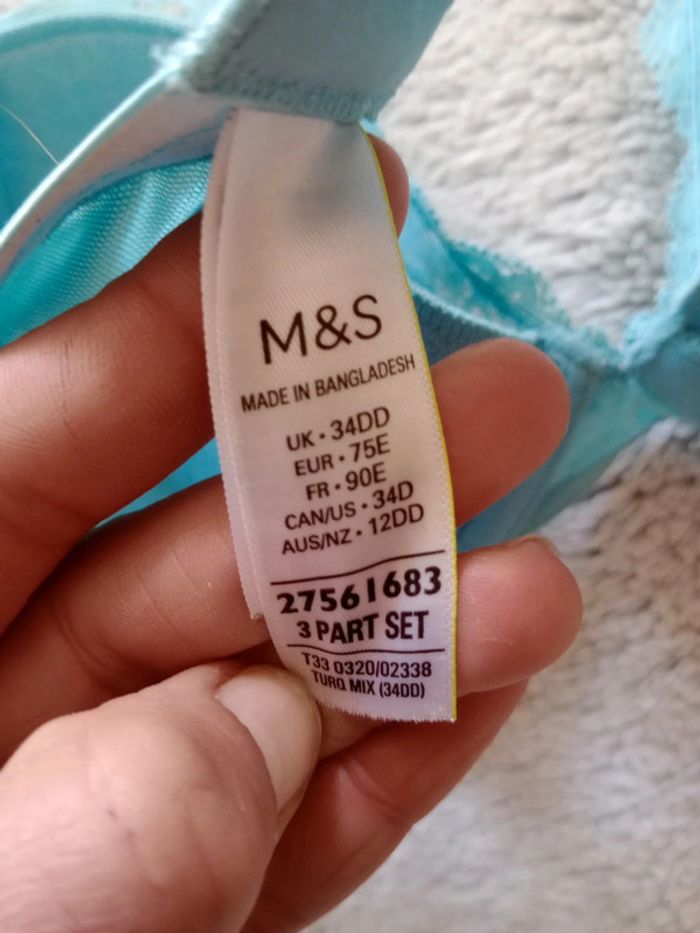 M&S
MADE IN BANGLADESH
UK • 34DD
EUR • 75E
FR • 90E
CAN/US • 34D
AUS/NZ • 12DD
27561683
3 PART SET
T33 0320/02338
TURQ MIX (34DD)